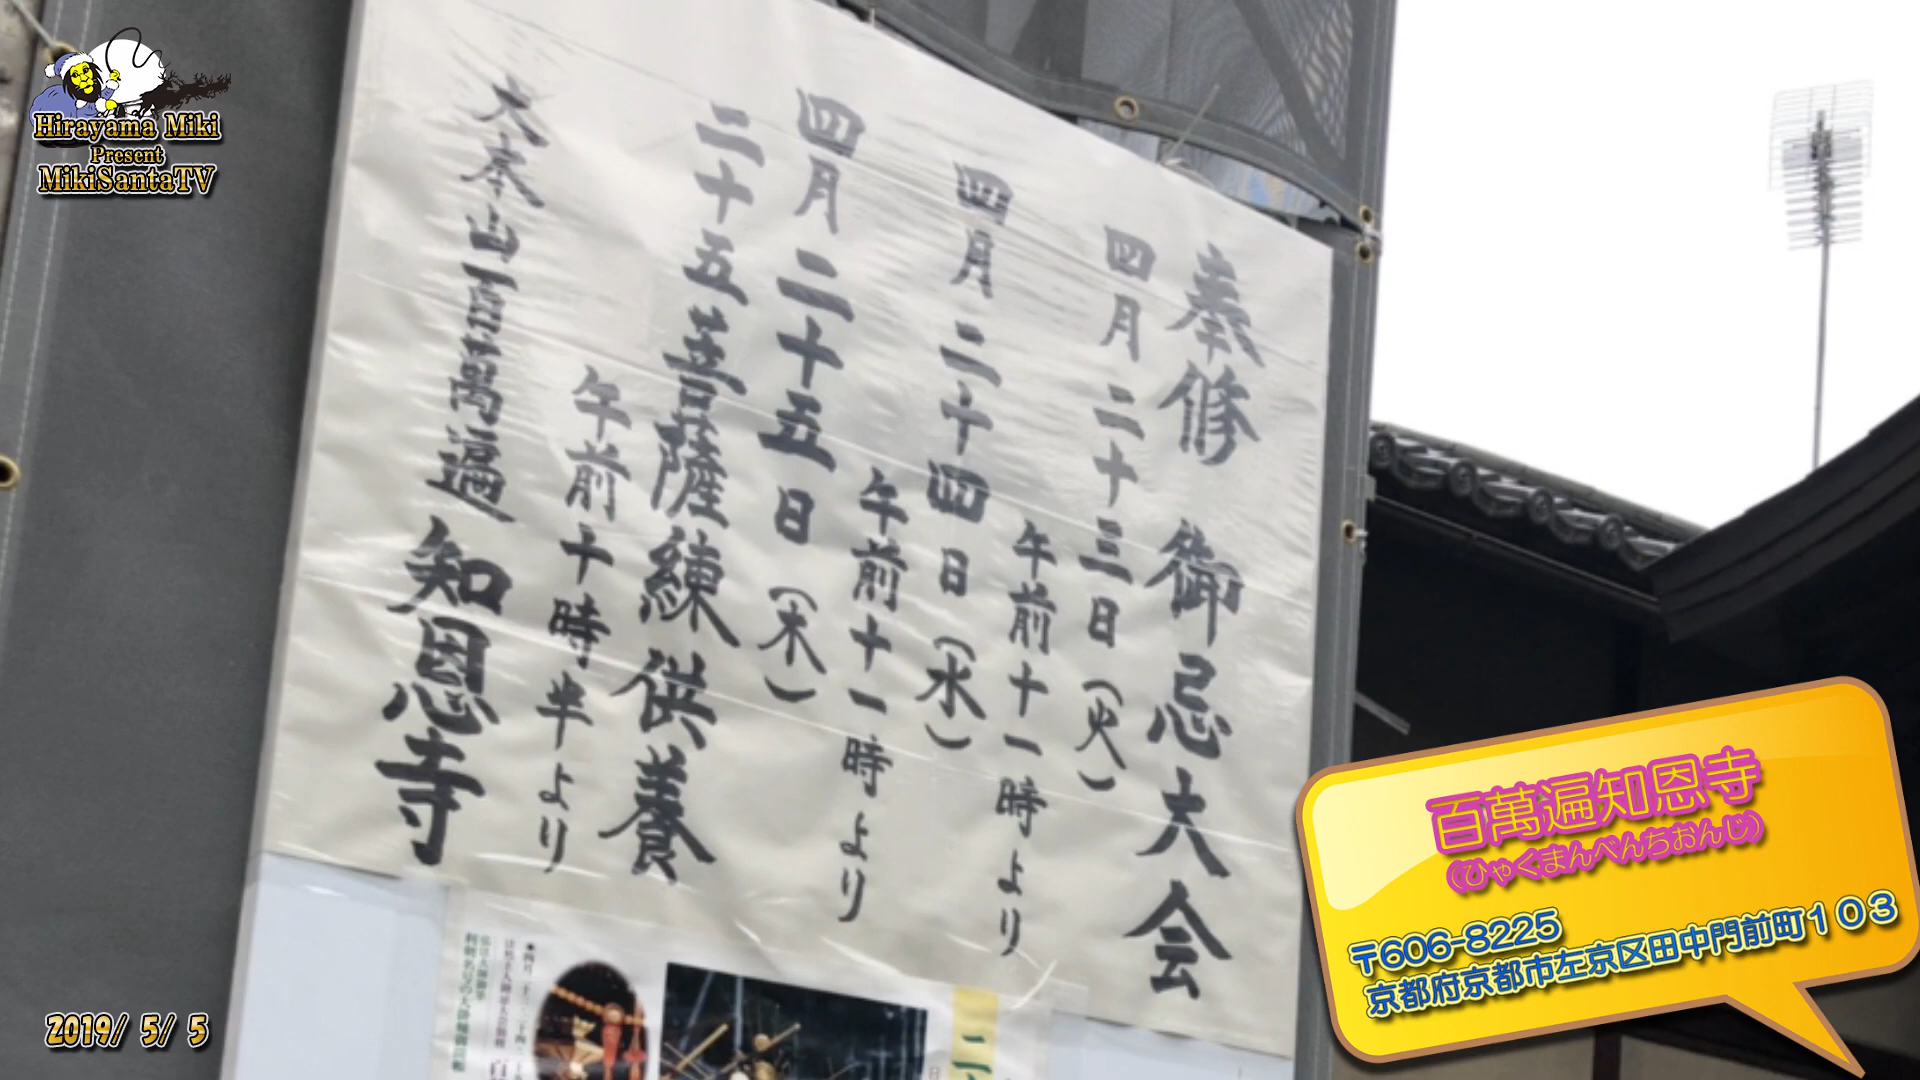 Hirayama Miki
Present
MikiSantaTV
奉修 御忌大会
四月二十三日（火）
午前十一時より
四月二十四日（水）
午前十一時より
四月二十五日（木）
二十五菩薩練供養
午前十時半より
大本山百萬遍 知恩寺
百萬遍知恩寺
(ひゃくまんべんちおんじ)
〒606-8225
京都府京都市左京区田中門前町１０３
2019/ 5/ 5